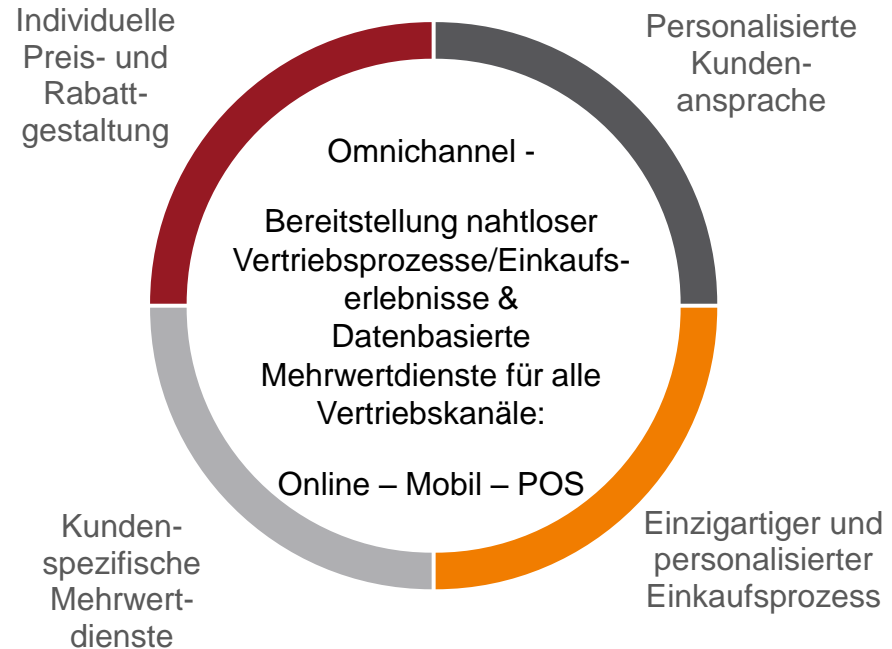 Individuelle
Preis- und
Rabatt-
gestaltung
Personalisierte
Kunden-
ansprache
Omnichannel -
Bereitstellung nahtloser
Vertriebsprozesse/Einkaufs-
erlebnisse &
Datenbasierte
Mehrwertdienste für alle
Vertriebskanäle:
Online – Mobil – POS
Kunden-
spezifische
Mehrwert-
dienste
Einzigartiger und
personalisierter
Einkaufsprozess